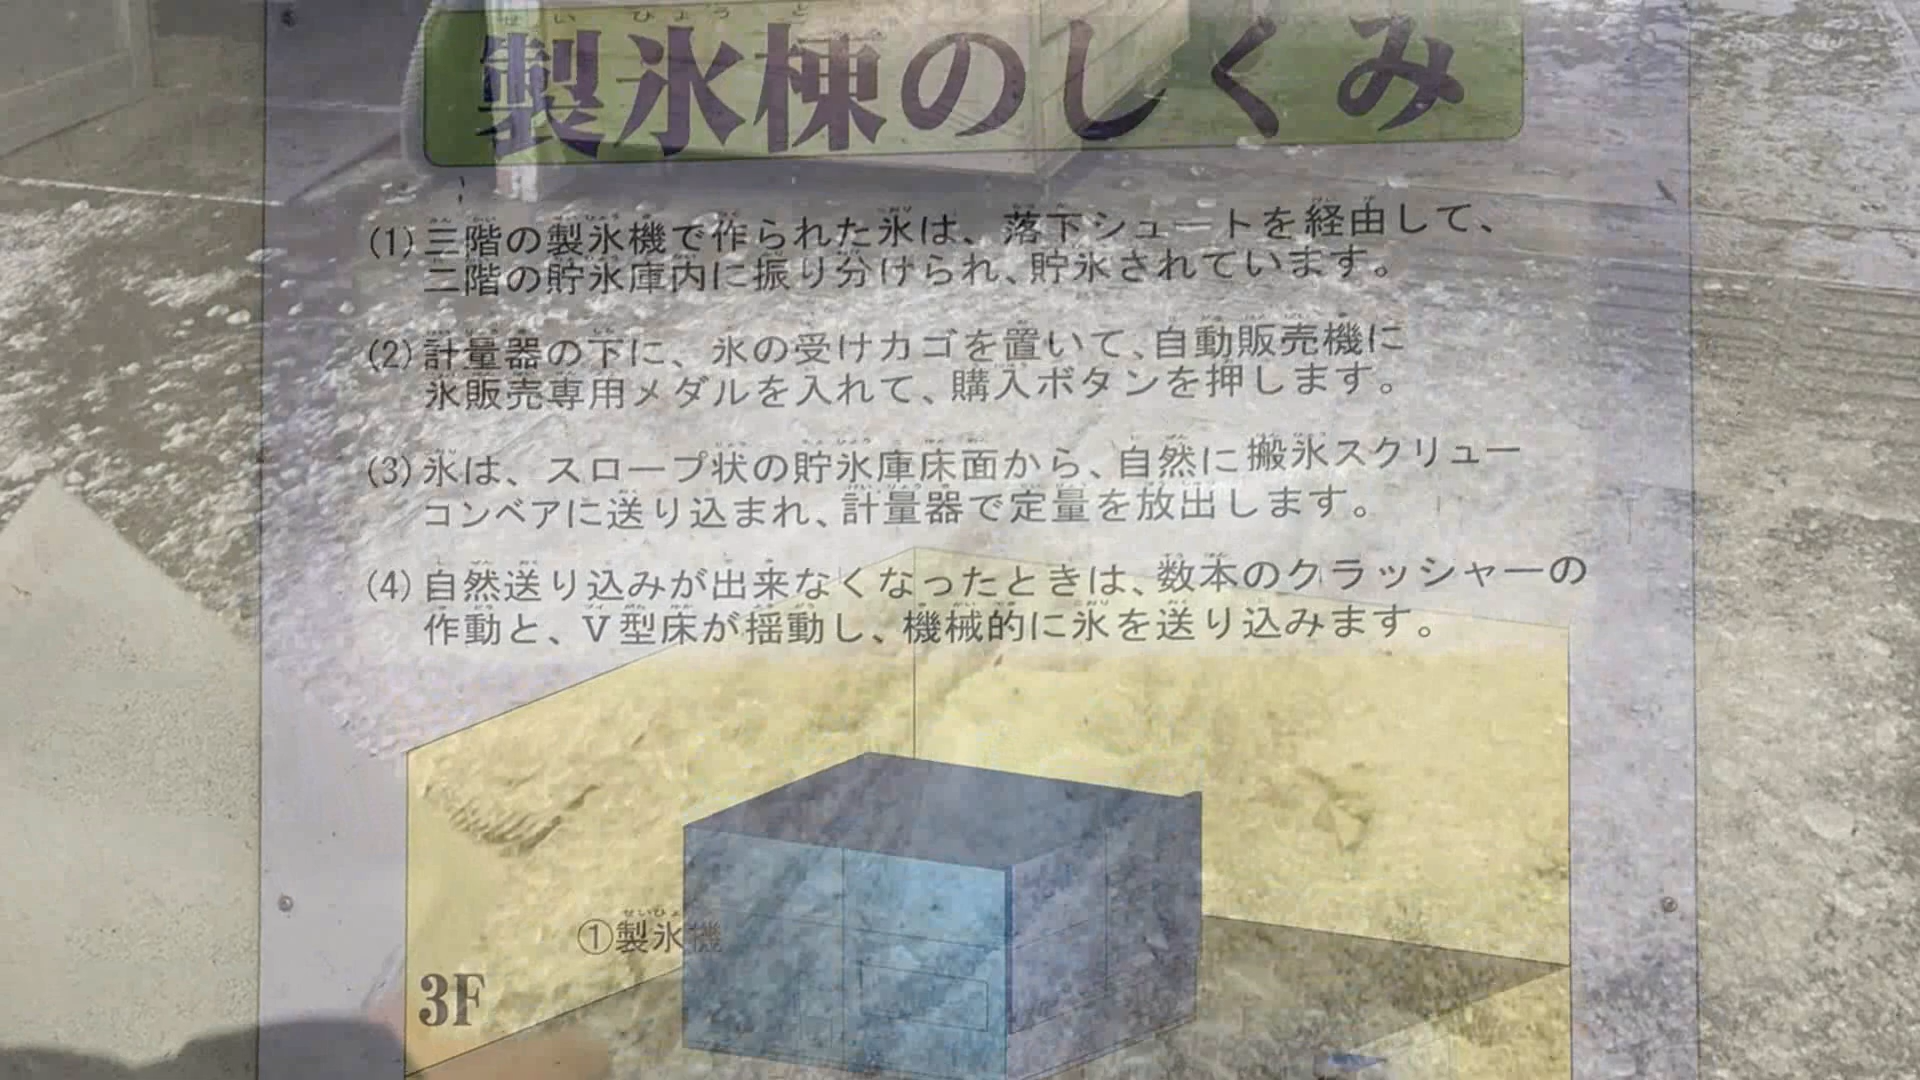 製氷棟のしくみ
(1)三階の製氷機で作られた氷は、落下シュートを経由して、
二階の貯氷庫内に振り分けられ、貯氷されています。
(2)計量器の下に、氷の受けカゴを置いて、自動販売機に
氷販売専用メダルを入れて、購入ボタンを押します。
(3)氷は、スロープ状の貯氷庫床面から、自然に搬氷スクリュー
コンベアに送り込まれ、計量器で定量を放出します。
(4)自然送り込みが出来なくなったときは、数本のクラッシャーの
作動と、V型床が揺動し、機械的に氷を送り込みます。
①製氷機
3F